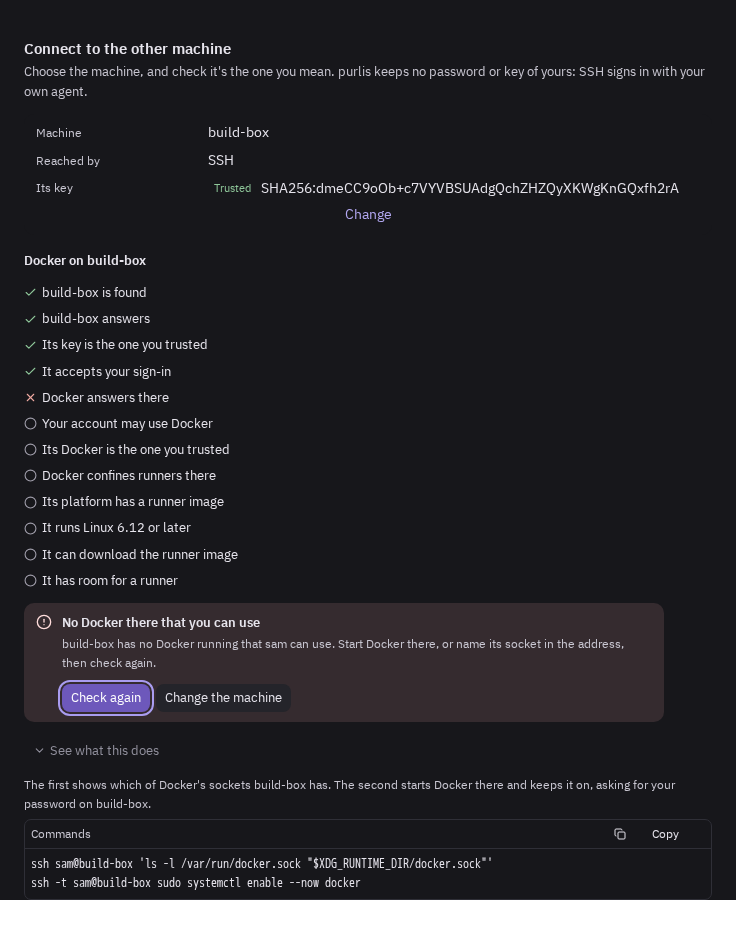 Connect to the other machine
Choose the machine, and check it's the one you mean. purlis keeps no password or key of yours: SSH signs in with your
own agent.
Machine build-box
Reached by SSH
Its key Trusted SHA256:dmeCC9oOb+c7VYVBSUAdgQchZHZQyXKWgKnGQxfh2rA
Change
Docker on build-box
build-box is found
build-box answers
Its key is the one you trusted
It accepts your sign-in
Docker answers there
Your account may use Docker
Its Docker is the one you trusted
Docker confines runners there
Its platform has a runner image
It runs Linux 6.12 or later
It can download the runner image
It has room for a runner
No Docker there that you can use
build-box has no Docker running that sam can use. Start Docker there, or name its socket in the address,
then check again.
Check again Change the machine
See what this does
The first shows which of Docker's sockets build-box has. The second starts Docker there and keeps it on, asking for your
password on build-box.
Commands Copy
ssh sam@build-box 'ls -l /var/run/docker.sock "$XDG_RUNTIME_DIR/docker.sock"'
ssh -t sam@build-box sudo systemctl enable --now docker